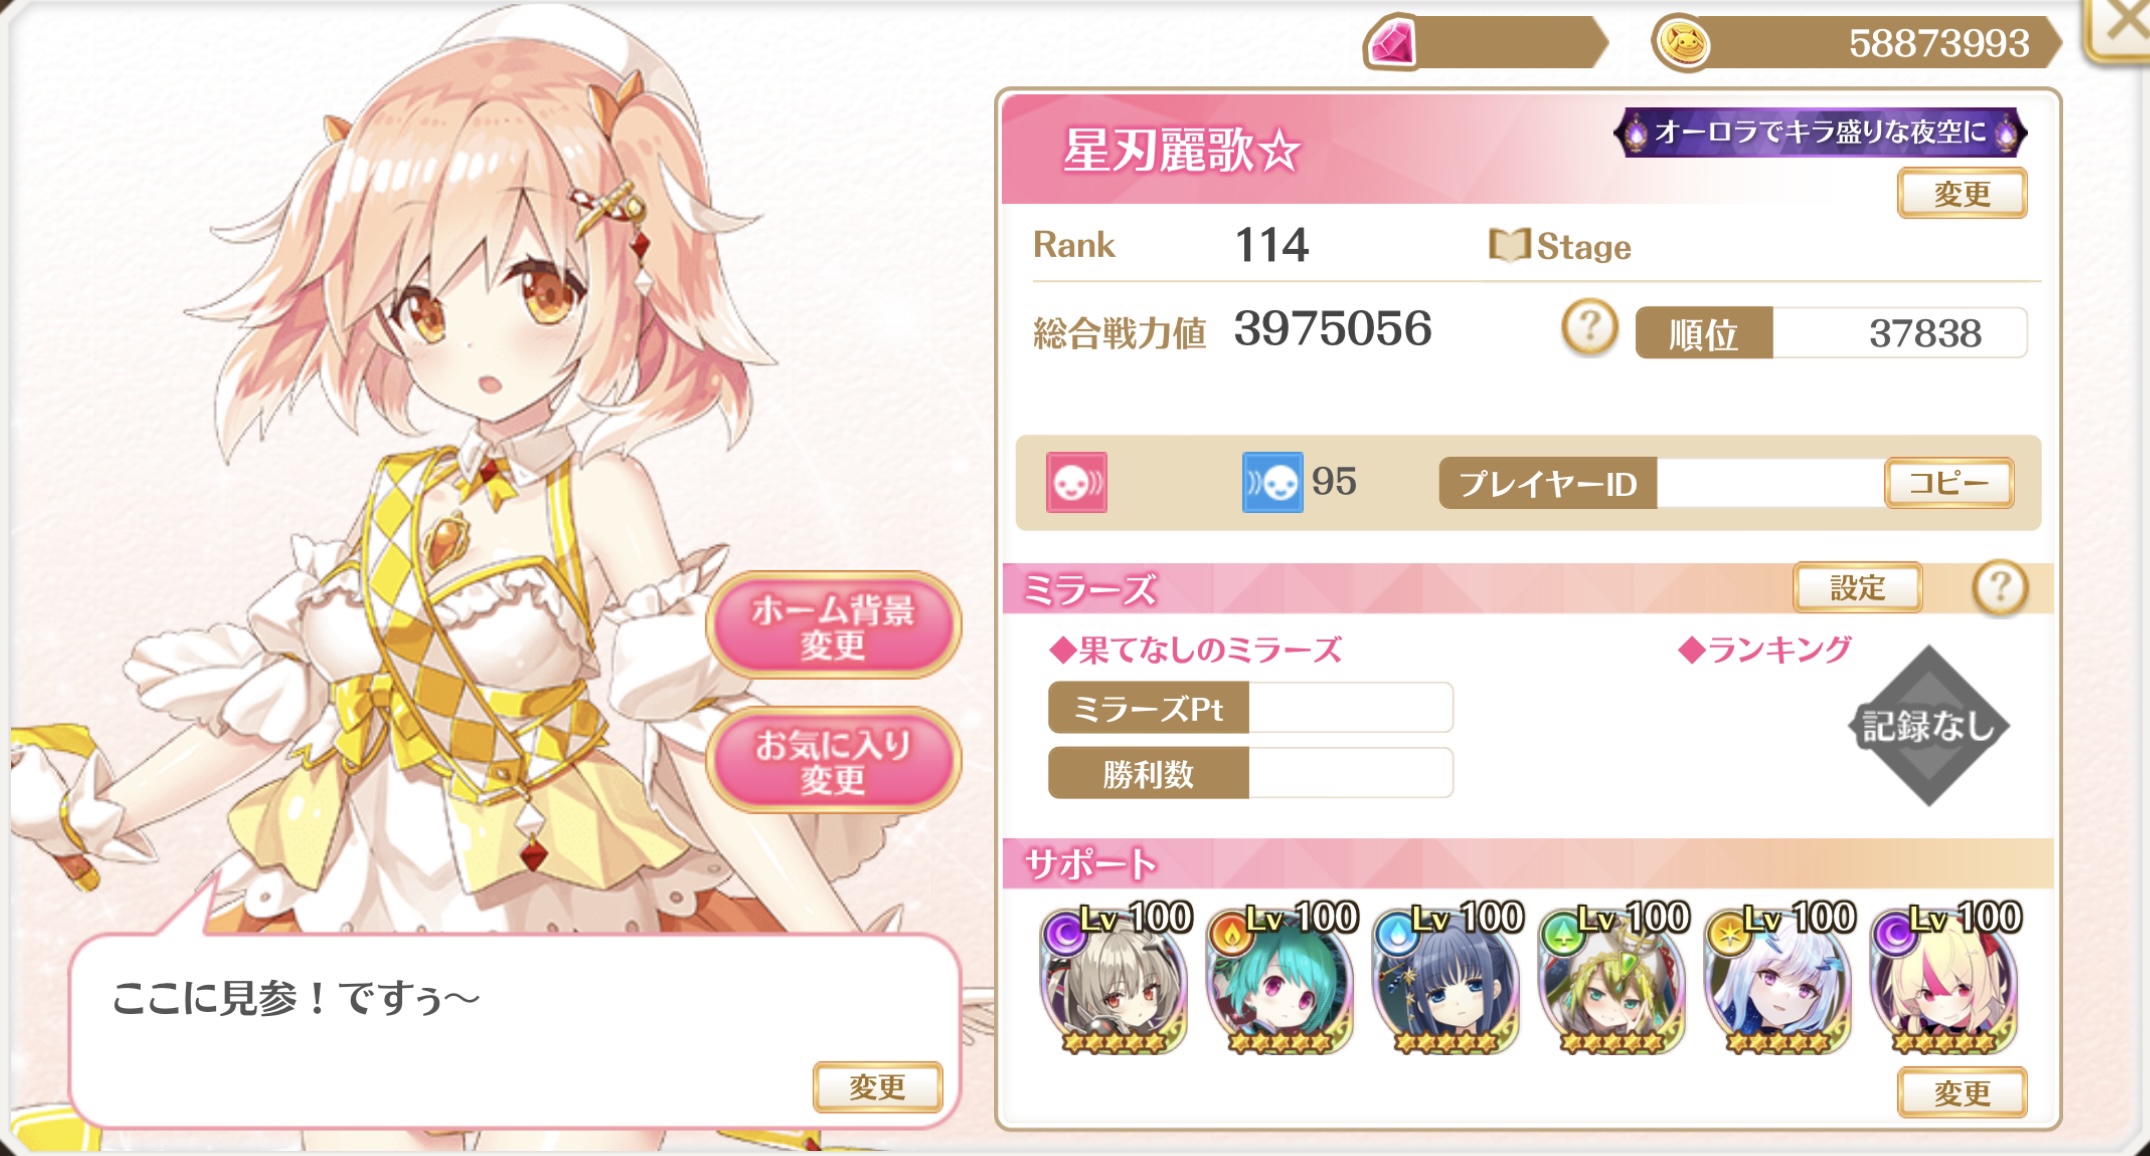 58873993
星刃麗歌☆
オーロラでキラ盛りな夜空に
変更
Rank 114
Stage
総合戦力値 3975056
?
順位 37838
95
プレイヤーID
コピー
ホーム背景
変更
お気に入り
変更
ミラーズ
設定
?
◆果てなしのミラーズ
◆ランキング
ミラーズPt
勝利数
記録なし
サポート
Lv 100
Lv 100
Lv 100
Lv 100
Lv 100
Lv 100
変更
ここに見参！ですぅ〜
変更